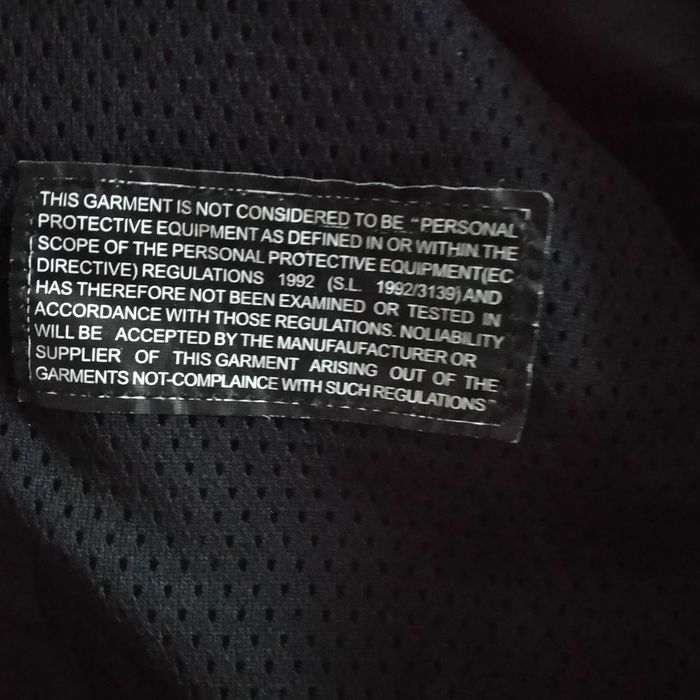 THIS GARMENT IS NOT CONSIDERED TO BE "PERSONAL
PROTECTIVE EQUIPMENT AS DEFINED IN OR WITHIN THE
SCOPE OF THE PERSONAL PROTECTIVE EQUIPMENT(EC
DIRECTIVE) REGULATIONS 1992 (S.L. 1992/3139) AND
HAS THEREFORE NOT BEEN EXAMINED OR TESTED IN
ACCORDANCE WITH THOSE REGULATIONS. NOLIABILITY
WILL BE ACCEPTED BY THE MANUFAUFACTURER OR
SUPPLIER OF THIS GARMENT ARISING OUT OF THE
GARMENTS NOT-COMPLAINCE WITH SUCH REGULATIONS"